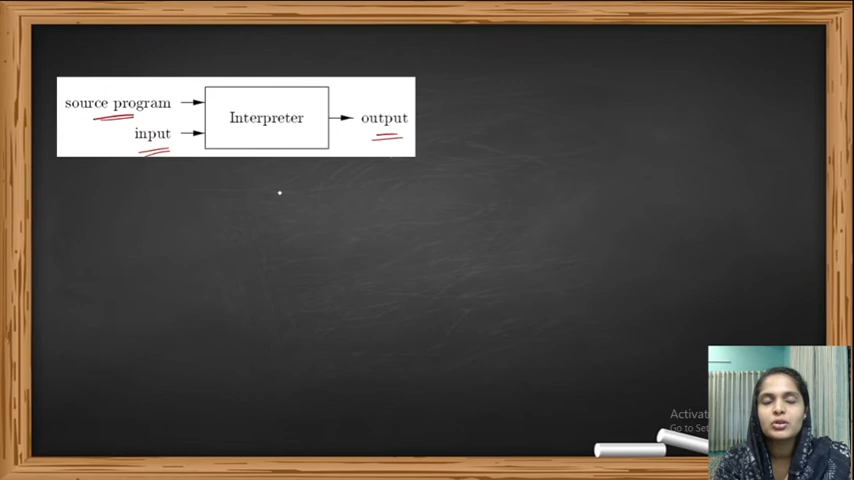 source program
input
Interpreter
output
Activat
Go to Set